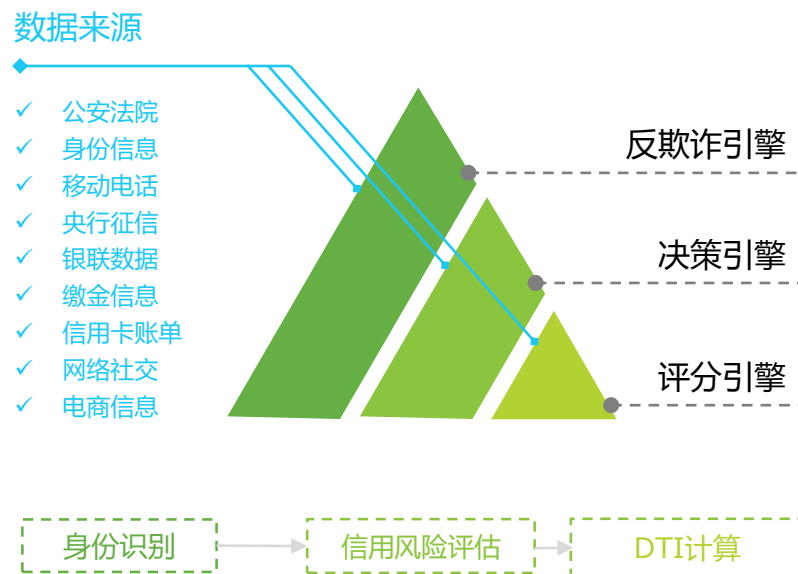 数据来源
公安法院
身份信息
移动电话
央行征信
银联数据
缴金信息
信用卡账单
网络社交
电商信息
反欺诈引擎
决策引擎
评分引擎
身份识别
信用风险评估
DTI计算